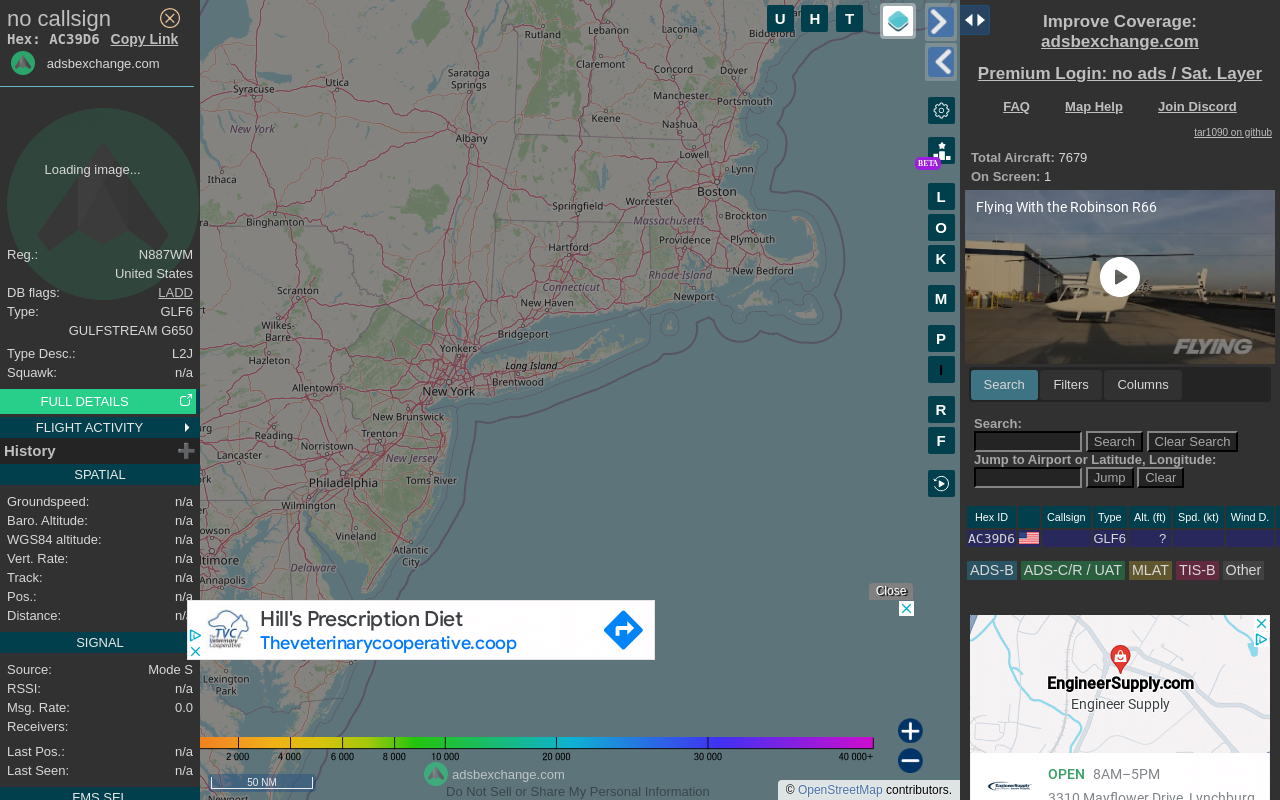 no callsign
Hex: AC39D6 Copy Link
adsbexchange.com
Loading image...
Reg.: N887WM
United States
DB flags: LADD
Type: GLF6
GULFSTREAM G650
Type Desc.: L2J
Squawk: n/a
FULL DETAILS
FLIGHT ACTIVITY
History
SPATIAL
Groundspeed: n/a
Baro. Altitude: n/a
WGS84 altitude: n/a
Vert. Rate: n/a
Track: n/a
Pos.: n/a
Distance: n/a
SIGNAL
Source: Mode S
RSSI: n/a
Msg. Rate: 0.0
Receivers:
Last Pos.: n/a
Last Seen: n/a
FMS SEL
Rutland
Lebanon
Laconia
Biddeford
Claremont
Concord
Dover
Saratoga
Springs
Utica
Syracuse
Manchester
Portsmouth
Keene
Nashua
New York
Albany
Lowell
Lynn
Ithaca
Boston
Worcester
Springfield
Massachusetts
Brockton
Binghamton
Providence
Plymouth
Hartford
Rhode Island
New Bedford
Connecticut
Newport
Scranton
New Haven
Wilkes-
Barre
Bridgeport
Hazleton
Yonkers
Long Island
Brentwood
Allentown
New York
New Brunswick
Reading
Trenton
Norristown
Lancaster
New Jersey
Toms River
Philadelphia
Wilmington
Vineland
Atlantic
City
Annapolis
Delaware
Lexington
Park
U H T
BETA
L
O
K
M
P
I
R
F
Close
Hill's Prescription Diet
Theveterinarycooperative.coop
TVC
Veterinary
Cooperative
2 000 4 000 6 000 8 000 10 000 20 000 30 000 40 000+
50 NM
adsbexchange.com
Do Not Sell or Share My Personal Information
© OpenStreetMap contributors.
Improve Coverage:
adsbexchange.com
Premium Login: no ads / Sat. Layer
FAQ Map Help Join Discord
tar1090 on github
Total Aircraft: 7679
On Screen: 1
Flying With the Robinson R66
FLYING
Search Filters Columns
Search:
Search Clear Search
Jump to Airport or Latitude, Longitude:
Jump Clear
Hex ID Callsign Type Alt. (ft) Spd. (kt) Wind D.
AC39D6 GLF6 ?
ADS-B ADS-C/R / UAT MLAT TIS-B Other
EngineerSupply.com
Engineer Supply
OPEN 8AM–5PM
3310 Mayflower Drive, Lynchburg